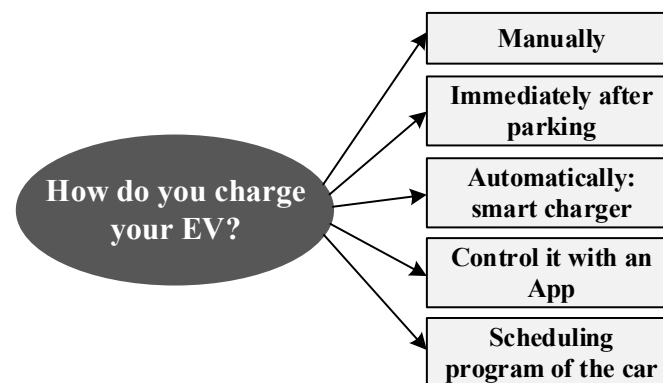 How do you charge
your EV?
Manually
Immediately after
parking
Automatically:
smart charger
Control it with an
App
Scheduling
program of the car